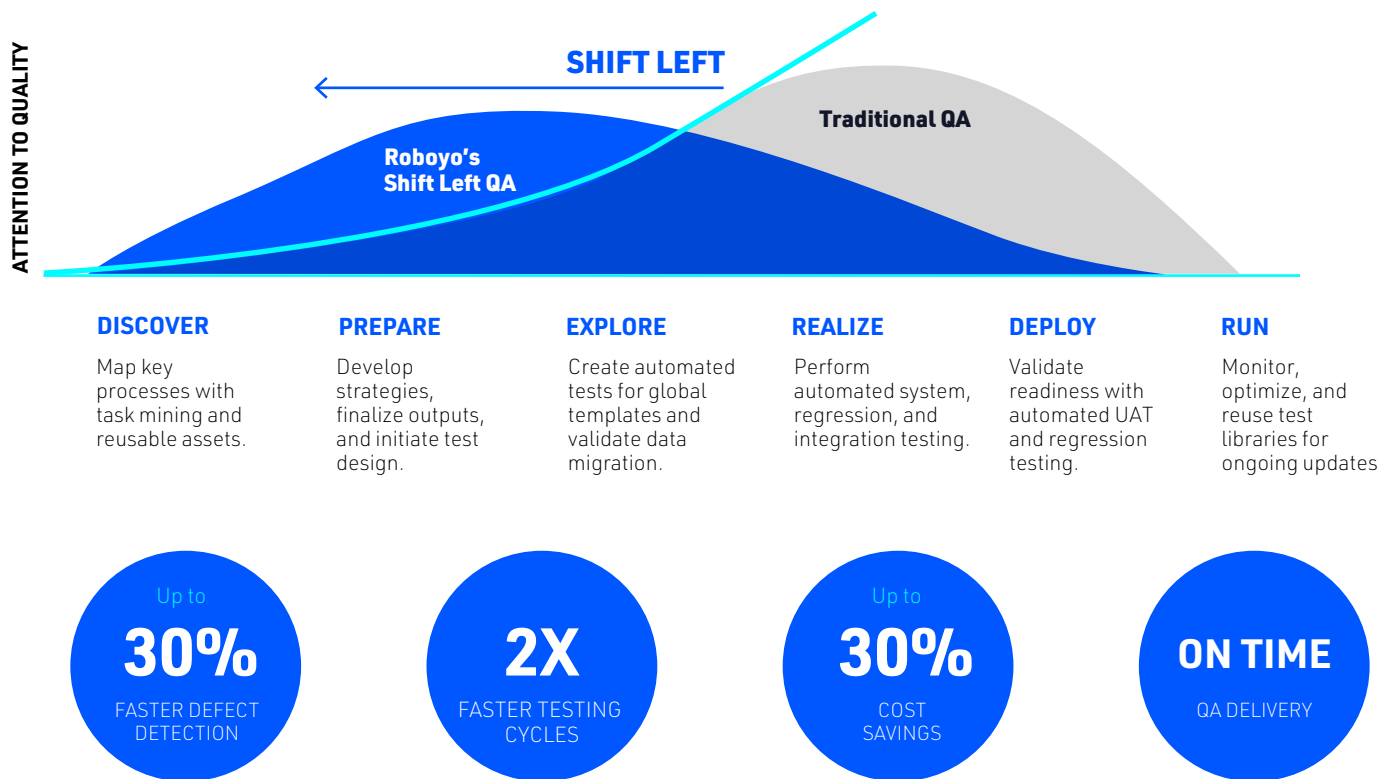 ATTENTION TO QUALITY
SHIFT LEFT
Traditional QA
Roboyo's
Shift Left QA
DISCOVER
Map key
processes with
task mining and
reusable assets.
PREPARE
Develop
strategies,
finalize outputs,
and initiate test
design.
EXPLORE
Create automated
tests for global
templates and
validate data
migration.
REALIZE
Perform
automated system,
regression, and
integration testing.
DEPLOY
Validate
readiness with
automated UAT
and regression
testing.
RUN
Monitor,
optimize, and
reuse test
libraries for
ongoing updates
Up to
30%
FASTER DEFECT
DETECTION
2X
FASTER TESTING
CYCLES
Up to
30%
COST
SAVINGS
ON TIME
QA DELIVERY